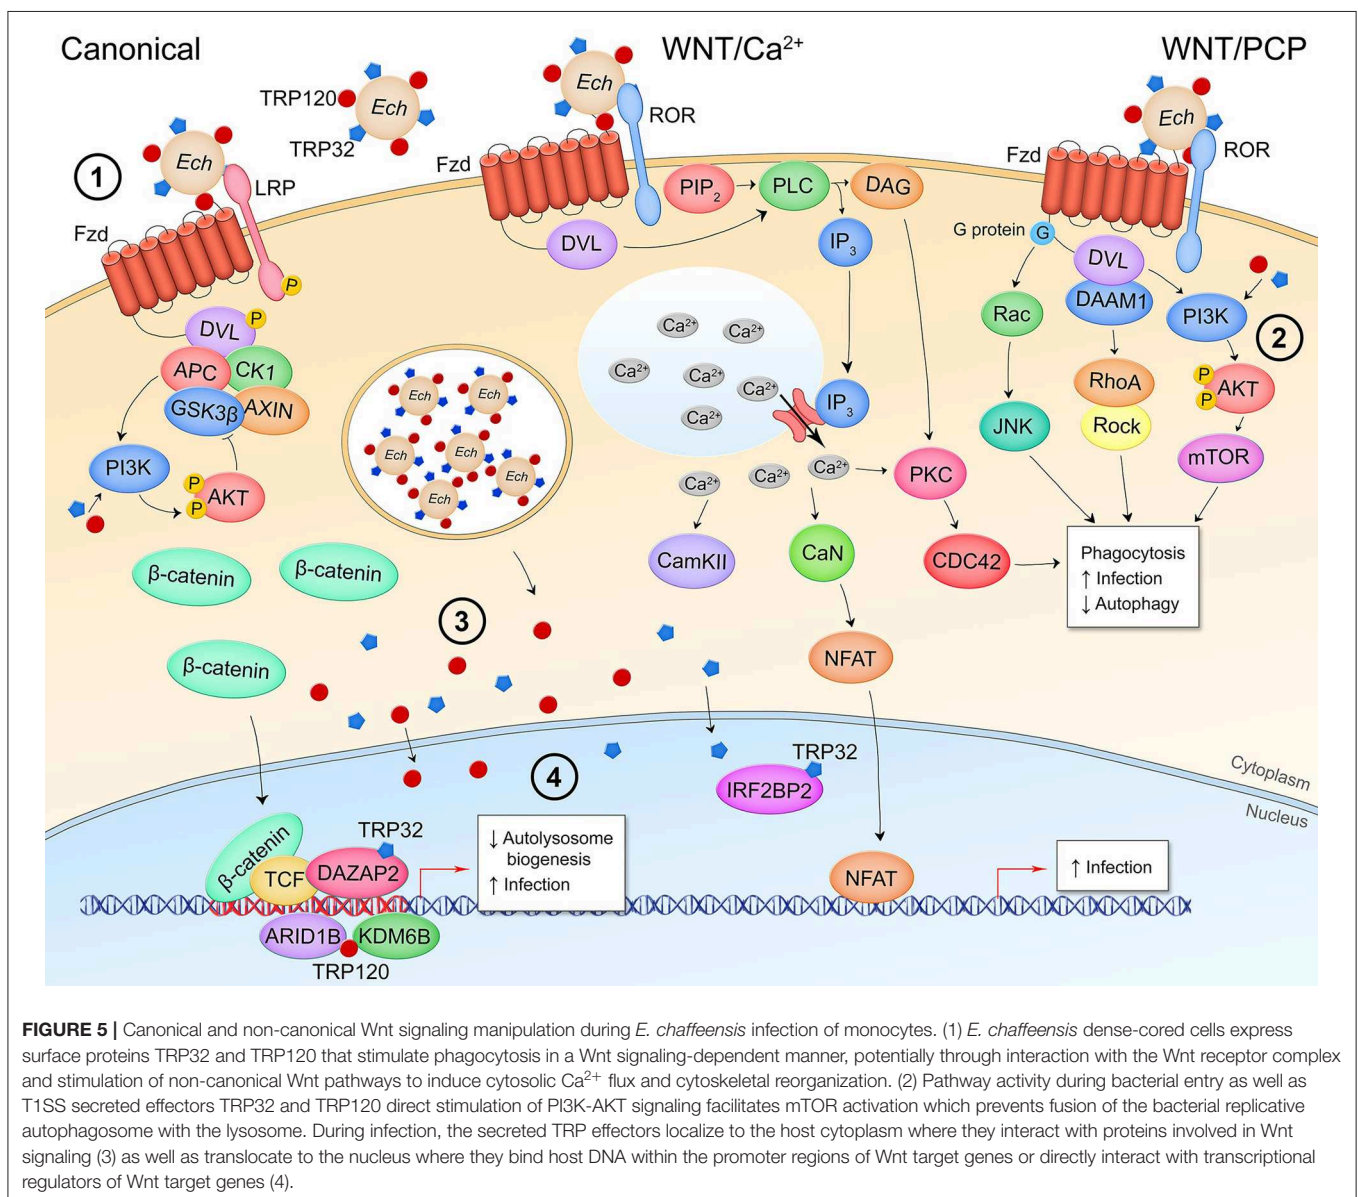 Canonical
WNT/Ca²⁺
WNT/PCP
TRP120
Ech
TRP32
Ech
ROR
Fzd
Ech
ROR
Fzd
1
Ech
LRP
Fzd
P
PIP₂
PLC
DAG
DVL
IP₃
G protein
G
DVL
DAAM1
Rac
PI3K
2
DVL
P
APC
CK1
GSK3β
AXIN
PI3K
P
P
AKT
Ech
Ech
Ech
Ech
Ech
Ech
Ca²⁺
Ca²⁺
Ca²⁺
Ca²⁺
Ca²⁺
Ca²⁺
IP₃
Ca²⁺
Ca²⁺
Ca²⁺
RhoA
Rock
JNK
P
P
AKT
mTOR
PKC
CamKII
CaN
CDC42
Phagocytosis
↑ Infection
↓ Autophagy
β-catenin
β-catenin
β-catenin
3
NFAT
4
TRP32
IRF2BP2
Cytoplasm
Nucleus
β-catenin
TCF
TRP32
DAZAP2
↓ Autolysosome
biogenesis
↑ Infection
NFAT
↑ Infection
ARID1B
KDM6B
TRP120
FIGURE 5 | Canonical and non-canonical Wnt signaling manipulation during E. chaffeensis infection of monocytes. (1) E. chaffeensis dense-cored cells express
surface proteins TRP32 and TRP120 that stimulate phagocytosis in a Wnt signaling-dependent manner, potentially through interaction with the Wnt receptor complex
and stimulation of non-canonical Wnt pathways to induce cytosolic Ca²⁺ flux and cytoskeletal reorganization. (2) Pathway activity during bacterial entry as well as
T1SS secreted effectors TRP32 and TRP120 direct stimulation of PI3K-AKT signaling facilitates mTOR activation which prevents fusion of the bacterial replicative
autophagosome with the lysosome. During infection, the secreted TRP effectors localize to the host cytoplasm where they interact with proteins involved in Wnt
signaling (3) as well as translocate to the nucleus where they bind host DNA within the promoter regions of Wnt target genes or directly interact with transcriptional
regulators of Wnt target genes (4).